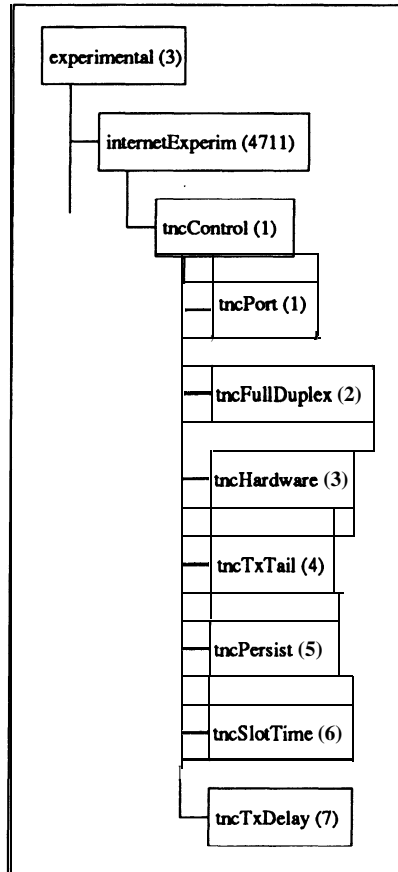 experimental (3)
internetExperim (4711)
tncControl (1)
tncPort (1)
tncFullDuplex (2)
tncHardware (3)
tncTxTail (4)
tncPersist (5)
tncSlotTime (6)
tncTxDelay (7)